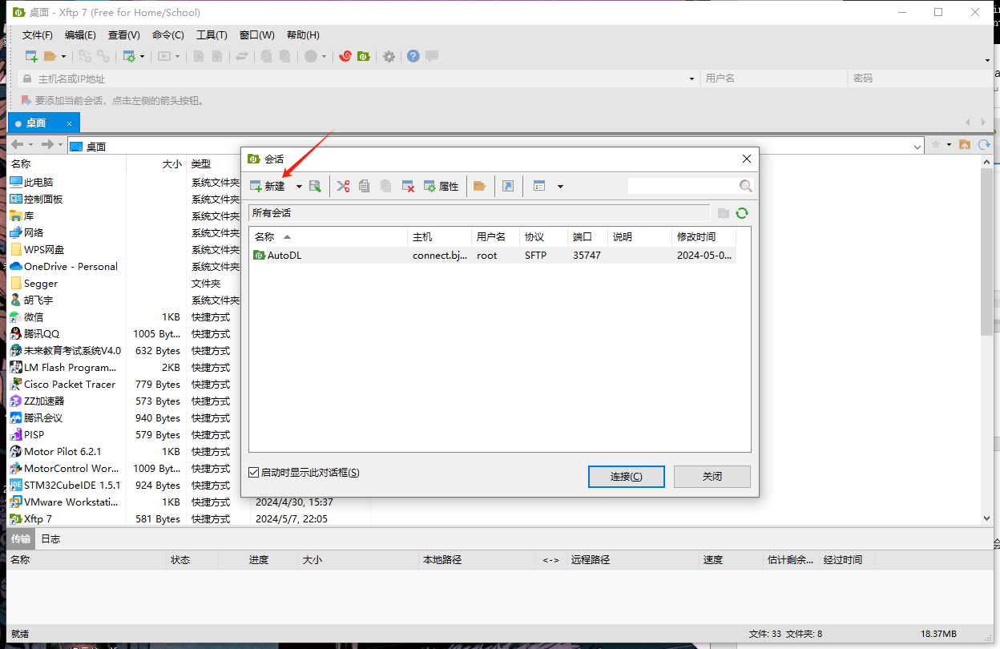 桌面 - Xftp 7 (Free for Home/School)
文件(F) 编辑(E) 查看(V) 命令(C) 工具(T) 窗口(W) 帮助(H)
主机名或IP地址 用户名 密码
要添加当前会话，点击左侧的箭头按钮。
桌面 ×
桌面
名称 大小 类型
此电脑 系统文件夹
控制面板 系统文件夹
库 系统文件夹
网络 系统文件夹
WPS网盘 系统文件夹
OneDrive - Personal 系统文件夹
Segger 文件夹
胡飞宇 系统文件夹
微信 1KB 快捷方式
腾讯QQ 1005 Byt... 快捷方式
未来教育考试系统V4.0 632 Bytes 快捷方式
LM Flash Program... 2KB 快捷方式
Cisco Packet Tracer 779 Bytes 快捷方式
ZZ加速器 573 Bytes 快捷方式
腾讯会议 940 Bytes 快捷方式
PISP 579 Bytes 快捷方式
Motor Pilot 6.2.1 1KB 快捷方式
MotorControl Wor... 1009 Byt... 快捷方式
STM32CubeIDE 1.5.1 924 Bytes 快捷方式
VMware Workstati... 1KB 快捷方式 2024/4/30, 15:37
Xftp 7 581 Bytes 快捷方式 2024/5/7, 22:05
会话
新建 属性
所有会话
名称 主机 用户名 协议 端口 说明 修改时间
AutoDL connect.bj... root SFTP 35747 2024-05-0...
启动时显示此对话框(S)
连接(C) 关闭
传输 日志
名称 状态 进度 大小 本地路径 <-> 远程路径 速度 估计剩余... 经过时间
就绪 文件: 33 文件夹: 8 18.37MB